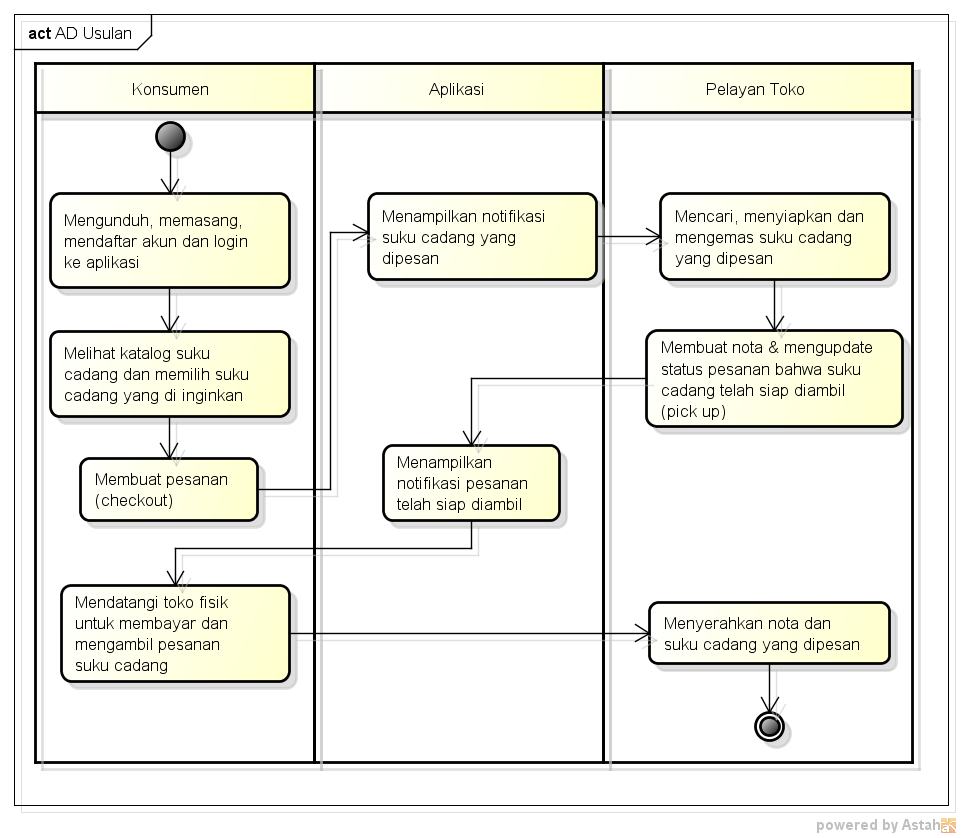 act AD Usulan
Konsumen
Aplikasi
Pelayan Toko
Mengunduh, memasang,
mendaftar akun dan login
ke aplikasi
Melihat katalog suku
cadang dan memilih suku
cadang yang di inginkan
Membuat pesanan
(checkout)
Menampilkan notifikasi
suku cadang yang
dipesan
Mencari, menyiapkan dan
mengemas suku cadang
yang dipesan
Membuat nota & mengupdate
status pesanan bahwa suku
cadang telah siap diambil
(pick up)
Menampilkan
notifikasi pesanan
telah siap diambil
Mendatangi toko fisik
untuk membayar dan
mengambil pesanan
suku cadang
Menyerahkan nota dan
suku cadang yang dipesan
powered by Astah